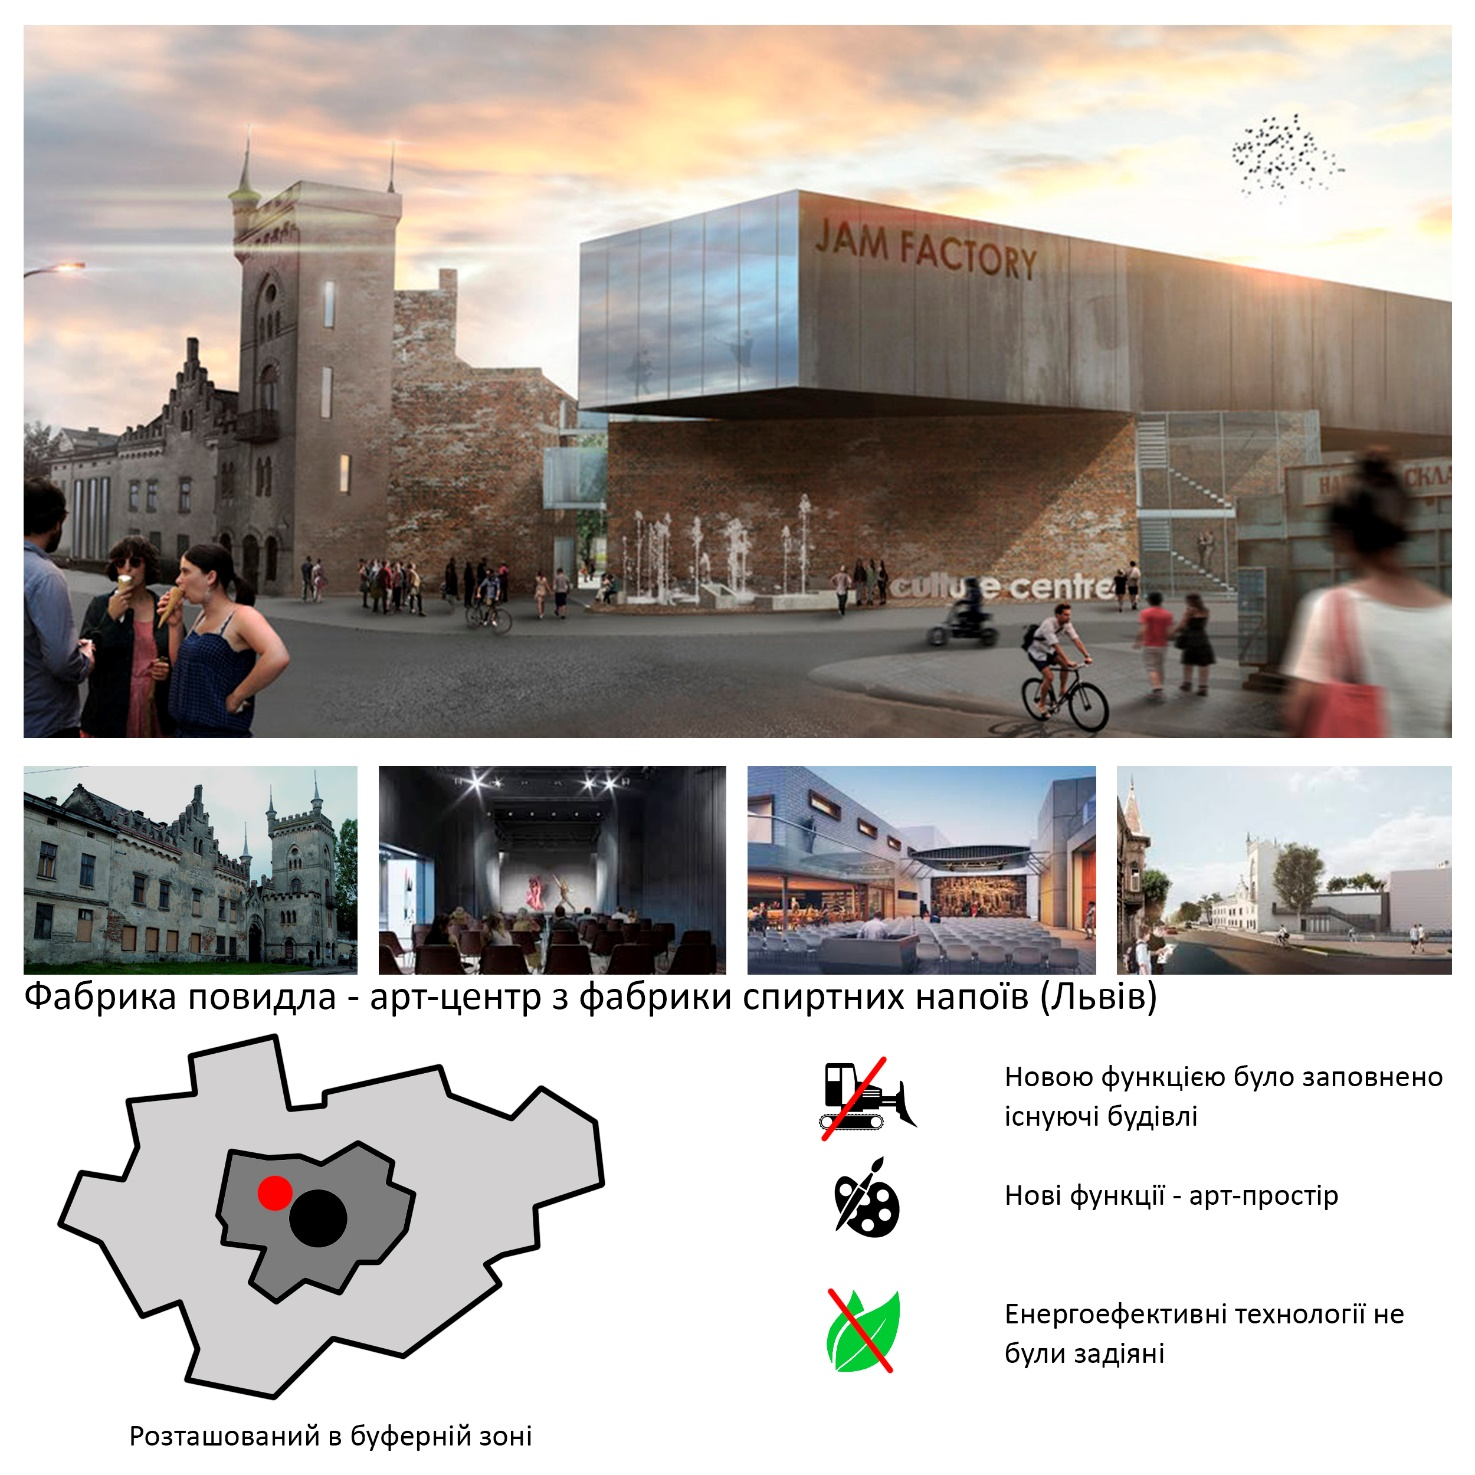 JAM FACTORY
culture centre
Фабрика повидла - арт-центр з фабрики спиртних напоїв (Львів)
Новою функцією було заповнено
існуючі будівлі
Нові функції - арт-простір
Енергоефективні технології не
були задіяні
Розташований в буферній зоні